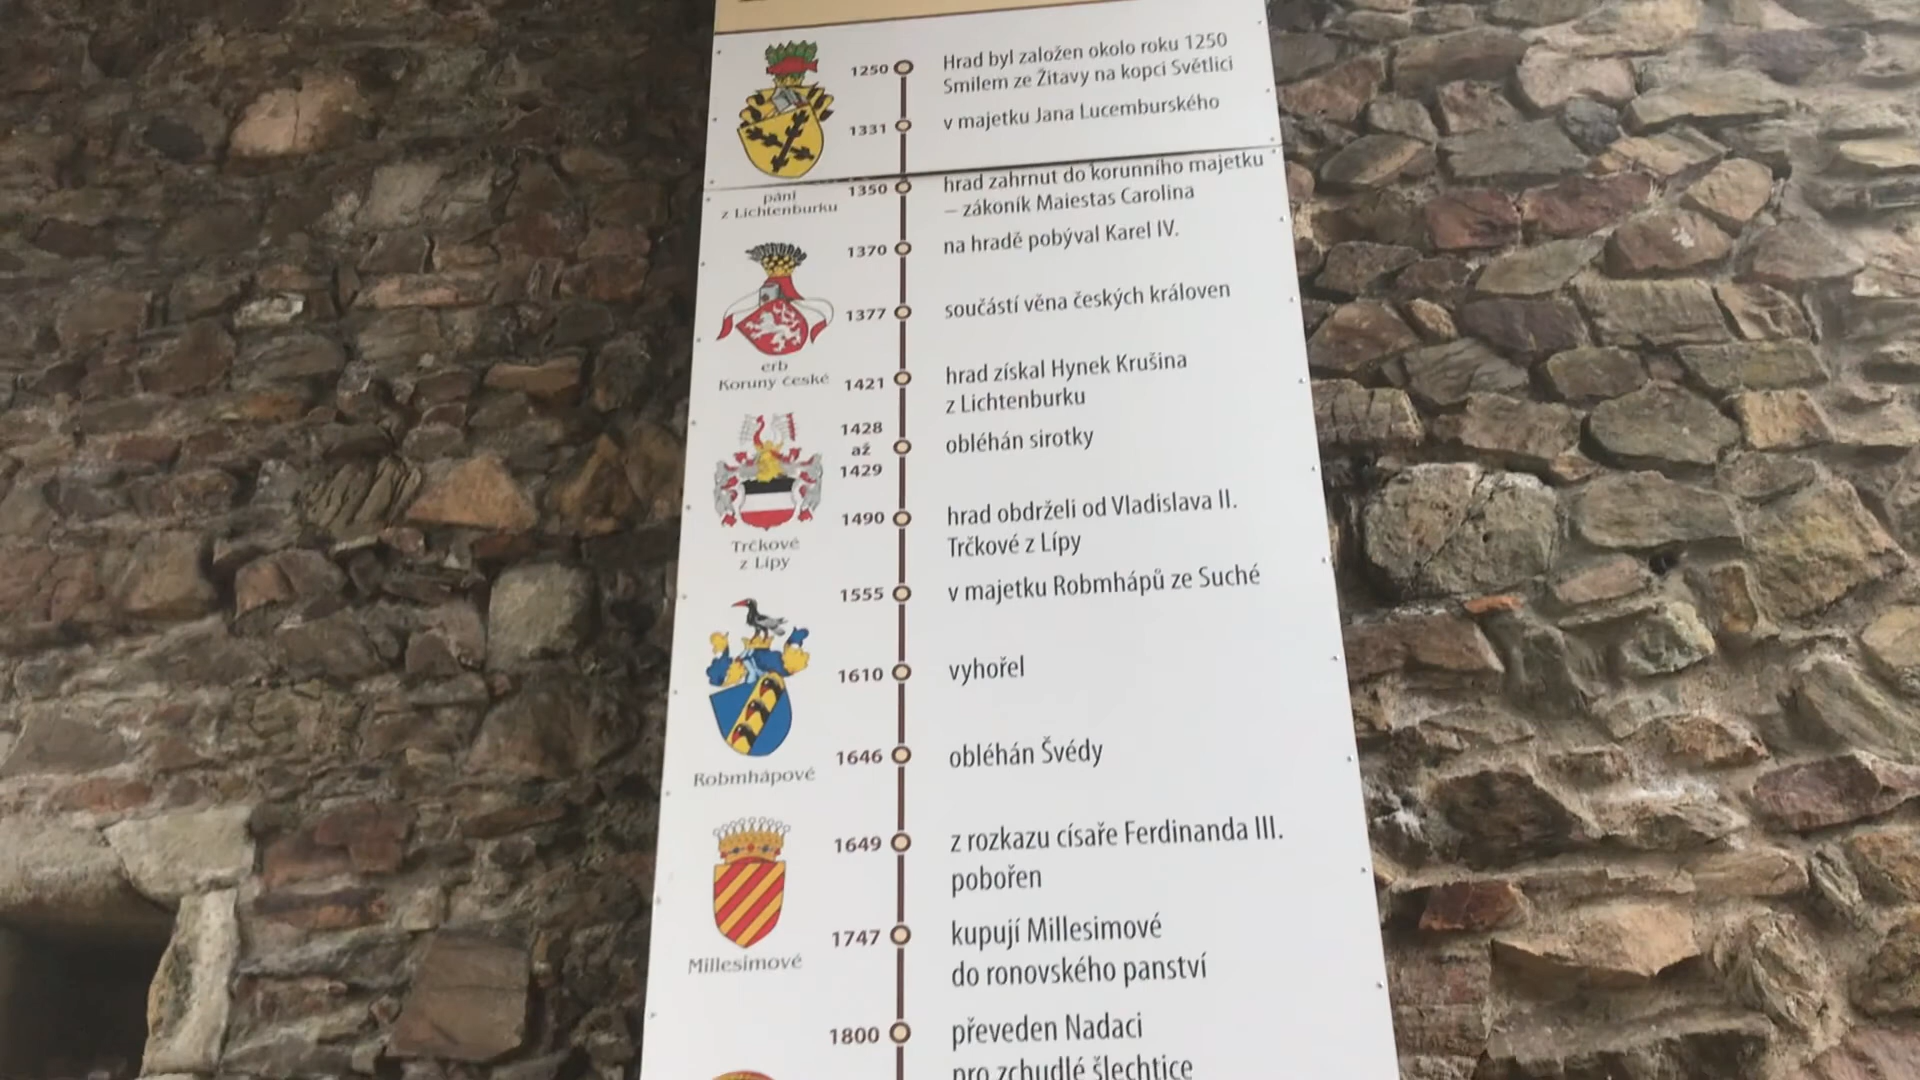 1250 Hrad byl založen okolo roku 1250
Smilem ze Žitavy na kopci Světlici
1331 v majetku Jana Lucemburského
páni
z Lichtenburku
1350 hrad zahrnut do korunního majetku
– zákoník Maiestas Carolina
1370 na hradě pobýval Karel IV.
1377 součástí věna českých královen
erb
Koruny české
1421 hrad získal Hynek Krušina
z Lichtenburku
1428
až
1429
obléhán sirotky
1490 hrad obdrželi od Vladislava II.
Trčkové z Lípy
Trčkové
z Lípy
1555 v majetku Robmhápů ze Suché
1610 vyhořel
1646 obléhán Švédy
Robmhápové
1649 z rozkazu císaře Ferdinanda III.
pobořen
1747 kupují Millesimové
do ronovského panství
Millesimové
1800 převeden Nadaci
pro zchudlé šlechtice